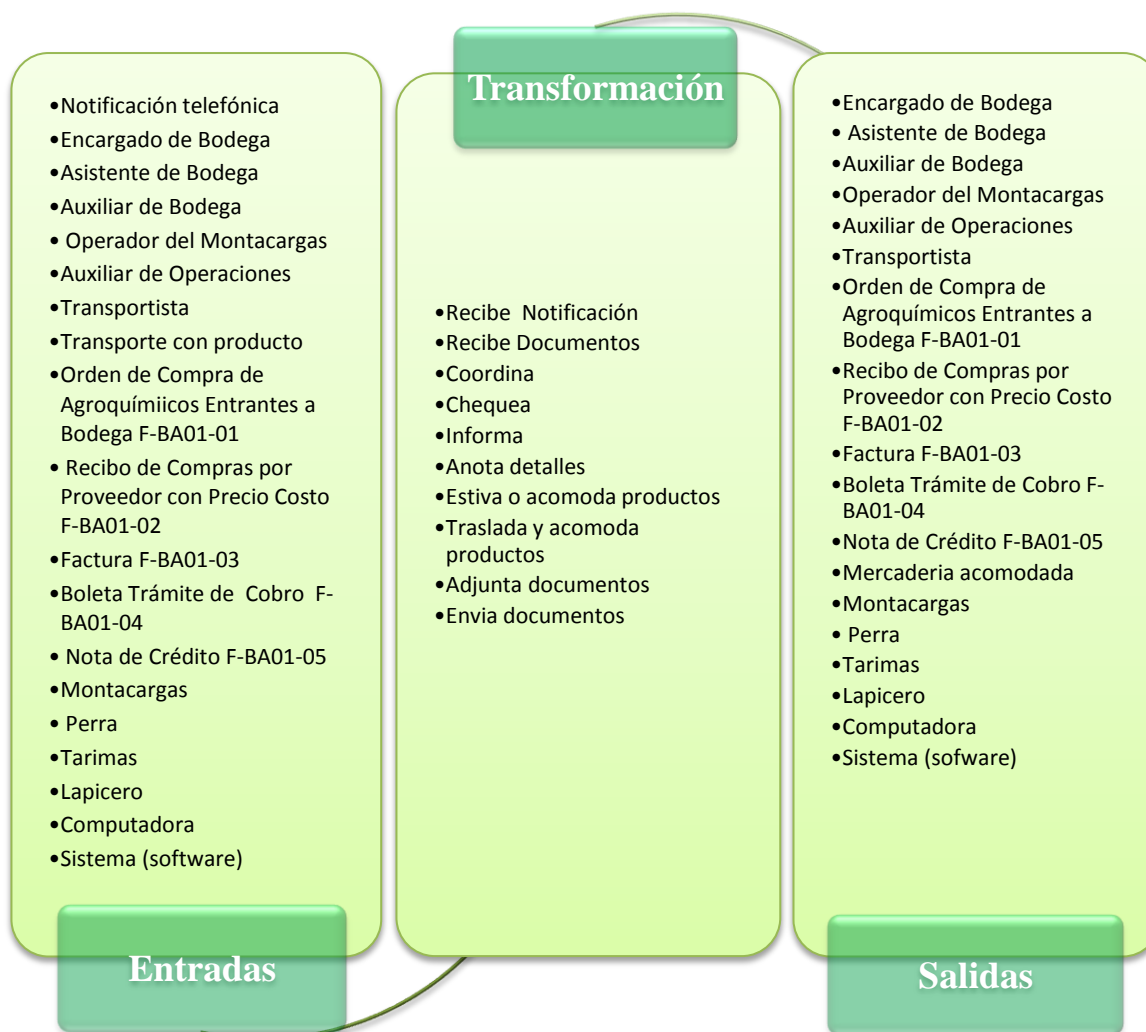 •Notificación telefónica
•Encargado de Bodega
•Asistente de Bodega
•Auxiliar de Bodega
• Operador del Montacargas
•Auxiliar de Operaciones
•Transportista
•Transporte con producto
•Orden de Compra de
Agroquímiicos Entrantes a
Bodega F-BA01-01
• Recibo de Compras por
Proveedor con Precio Costo
F-BA01-02
•Factura F-BA01-03
•Boleta Trámite de  Cobro  F-
BA01-04
• Nota de Crédito F-BA01-05
•Montacargas
• Perra
•Tarimas
•Lapicero
•Computadora
•Sistema (software)
Entradas
Transformación
•Recibe  Notificación
•Recibe Documentos
•Coordina
•Chequea
•Informa
•Anota detalles
•Estiva o acomoda productos
•Traslada y acomoda
productos
•Adjunta documentos
•Envia documentos
•Encargado de Bodega
• Asistente de Bodega
•Auxiliar de Bodega
•Operador del Montacargas
•Auxiliar de Operaciones
•Transportista
•Orden de Compra de
Agroquímicos Entrantes a
Bodega F-BA01-01
•Recibo de Compras por
Proveedor con Precio Costo
F-BA01-02
•Factura F-BA01-03
•Boleta Trámite de Cobro F-
BA01-04
•Nota de Crédito F-BA01-05
•Mercaderia acomodada
•Montacargas
• Perra
•Tarimas
•Lapicero
•Computadora
•Sistema (sofware)
Salidas